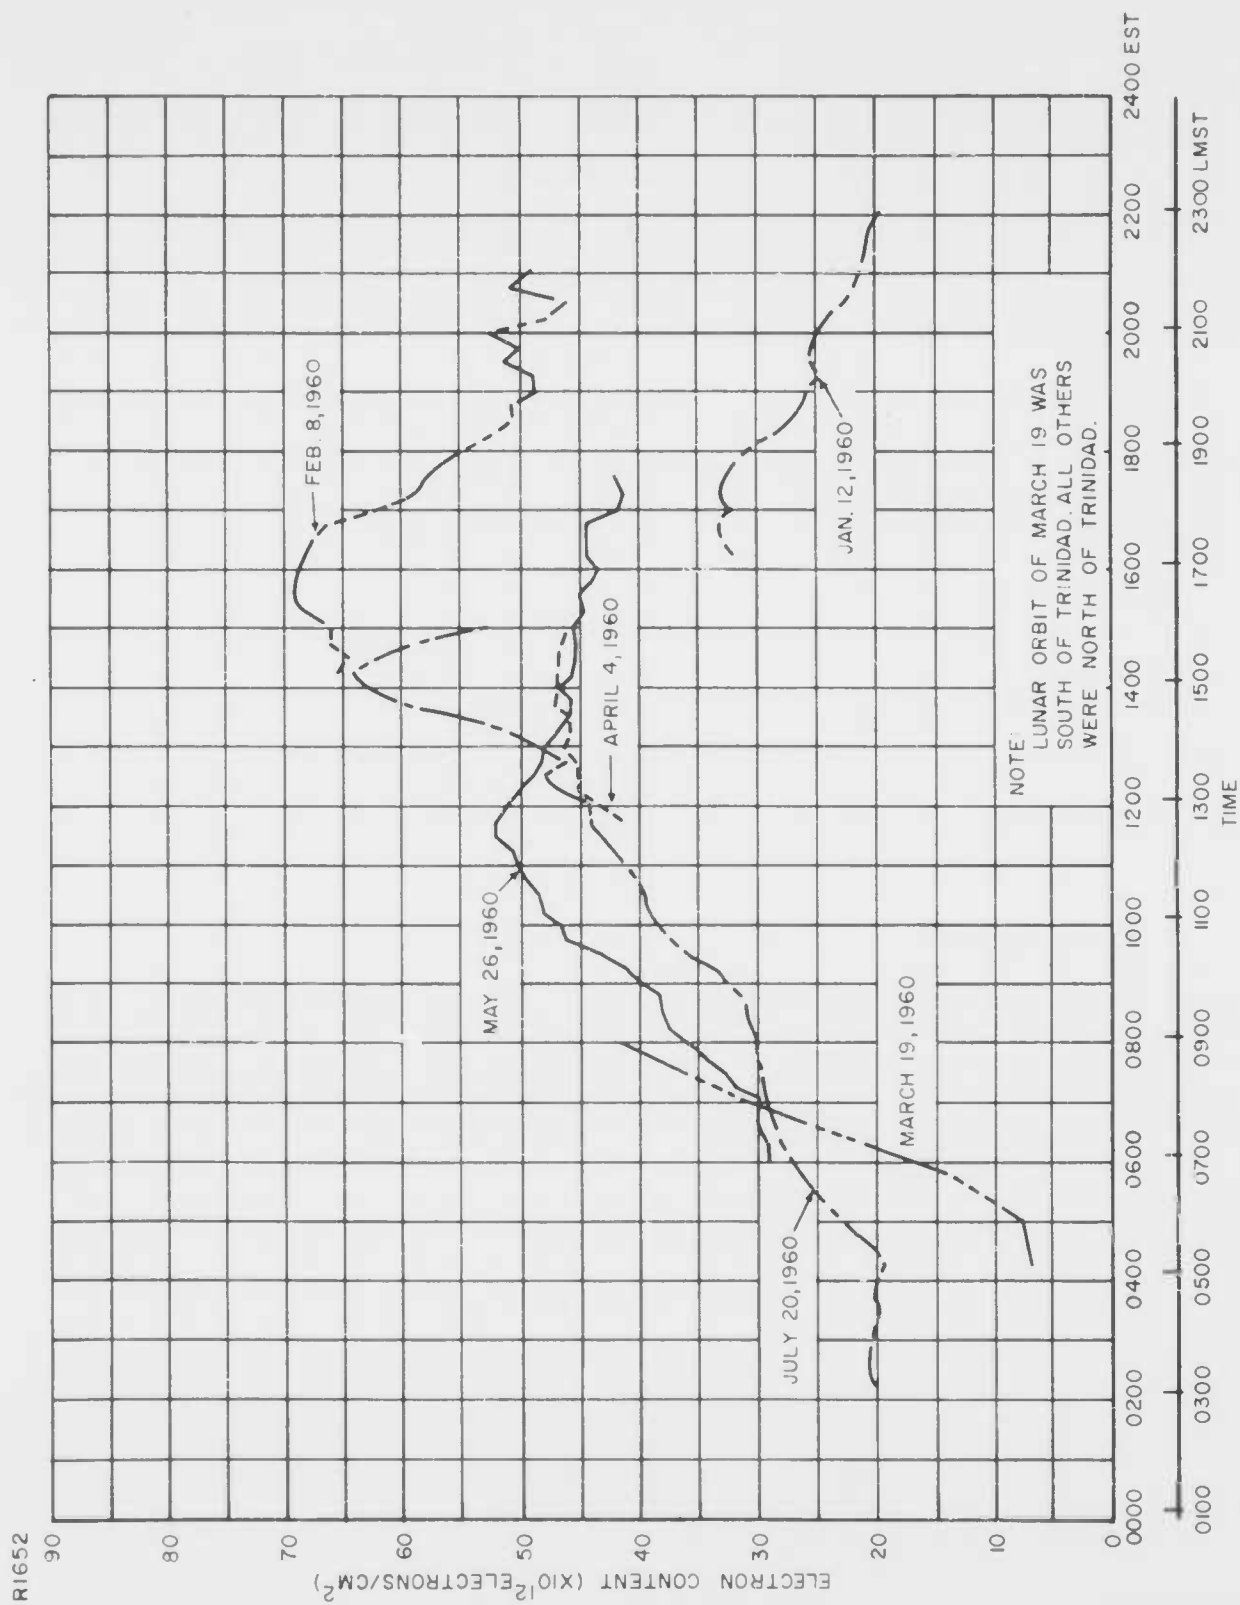 R1652
ELECTRON CONTENT (X10¹² ELECTRONS/CM²)
90
80
70
60
50
40
30
20
10
0
FEB. 8, 1960
MAY 26, 1960
APRIL 4, 1960
JAN. 12, 1960
JULY 20, 1960
MARCH 19, 1960
NOTE:
LUNAR ORBIT OF MARCH 19 WAS
SOUTH OF TRINIDAD. ALL OTHERS
WERE NORTH OF TRINIDAD.
0000 0200 0400 0600 0800 1000 1200 1400 1600 1800 2000 2200 2400 EST
0100 0300 0500 0700 0900 1100 1300 1500 1700 1900 2100 2300 LMST
TIME